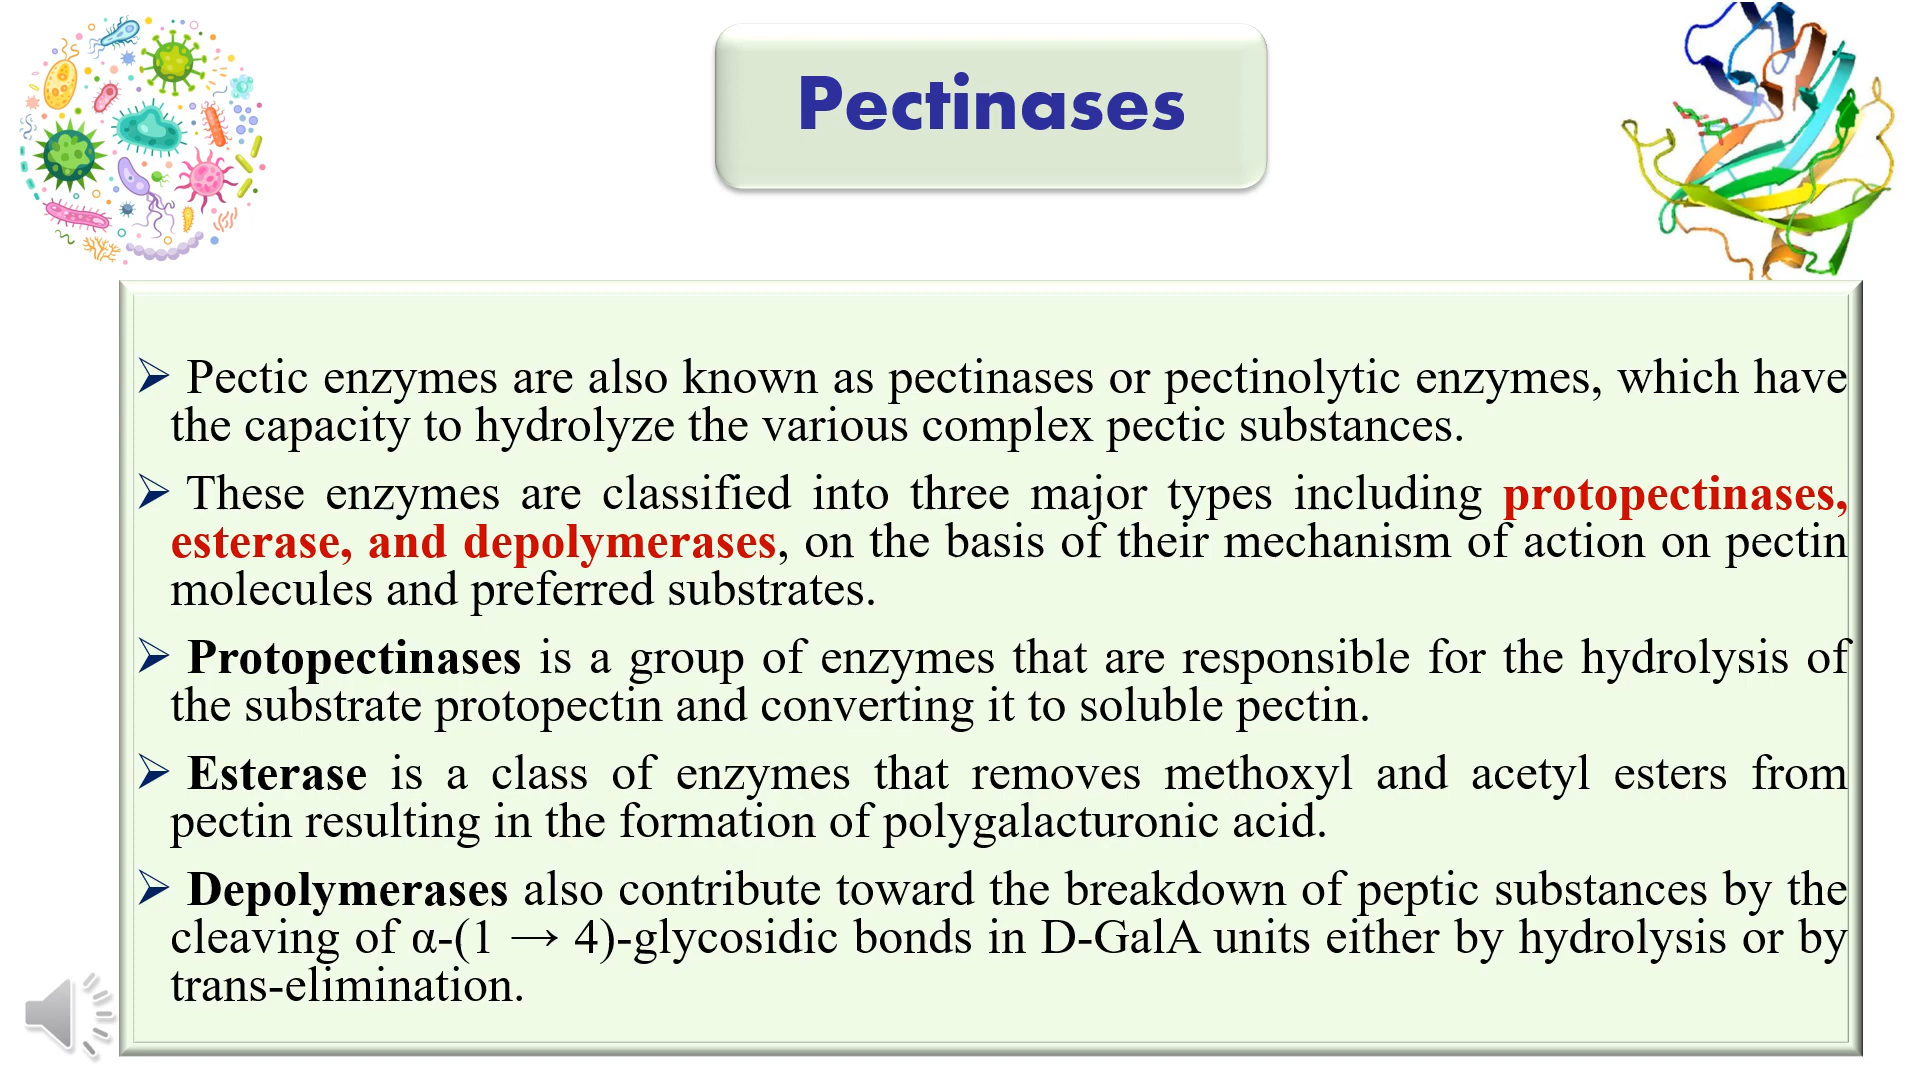 Pectinases
➢ Pectic enzymes are also known as pectinases or pectinolytic enzymes, which have
the capacity to hydrolyze the various complex pectic substances.
➢ These enzymes are classified into three major types including protopectinases,
esterase, and depolymerases, on the basis of their mechanism of action on pectin
molecules and preferred substrates.
➢ Protopectinases is a group of enzymes that are responsible for the hydrolysis of
the substrate protopectin and converting it to soluble pectin.
➢ Esterase is a class of enzymes that removes methoxyl and acetyl esters from
pectin resulting in the formation of polygalacturonic acid.
➢ Depolymerases also contribute toward the breakdown of peptic substances by the
cleaving of α-(1 → 4)-glycosidic bonds in D-GalA units either by hydrolysis or by
trans-elimination.